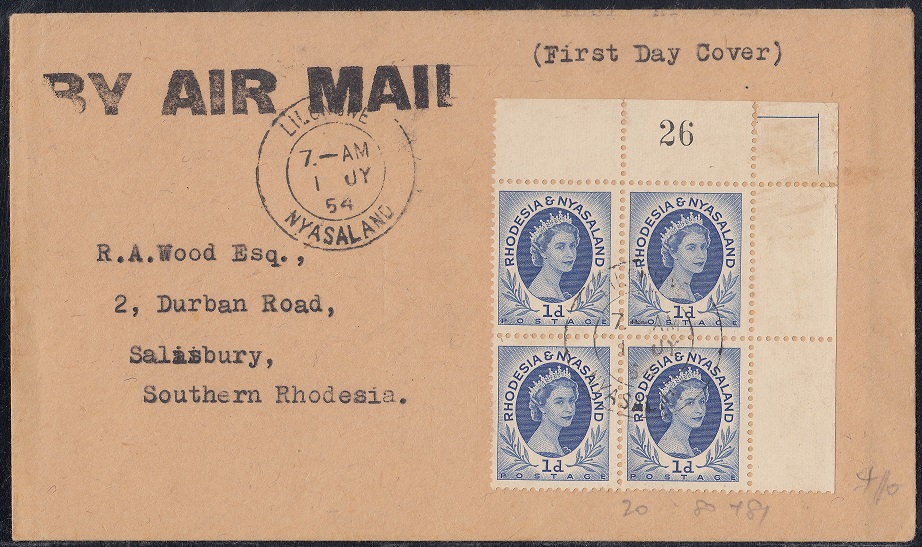 (First Day Cover)
BY AIR MAIL
LILONGWE
7.—AM
1 JY
54
NYASALAND
26
R.A.Wood Esq.,
2, Durban Road,
Salisbury,
Southern Rhodesia.
RHODESIA & NYASALAND
1d
POSTAGE
RHODESIA & NYASALAND
1d
POSTAGE
RHODESIA & NYASALAND
1d
POSTAGE
RHODESIA & NYASALAND
1d
POSTAGE
20